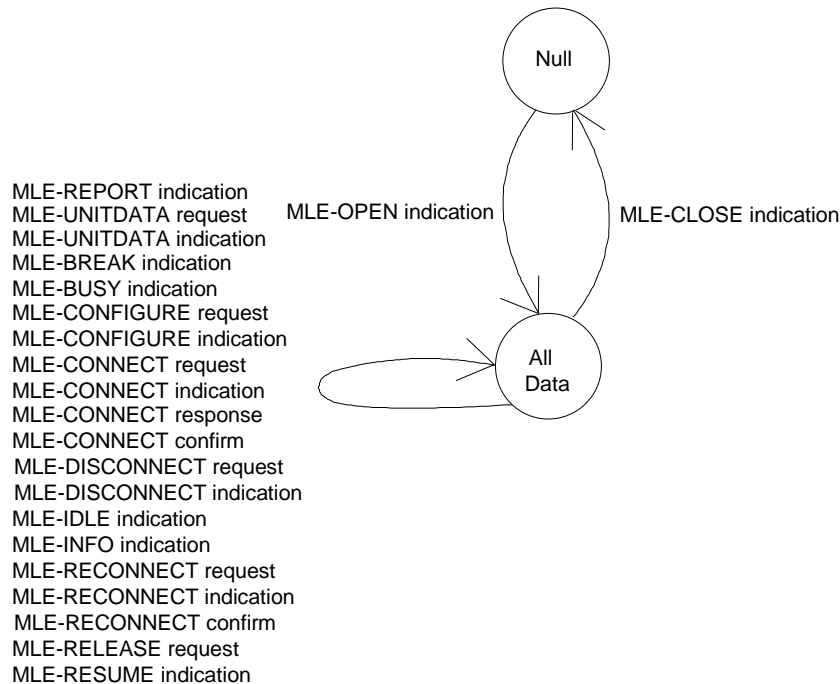 Null
MLE-OPEN indication
MLE-CLOSE indication
All
Data
MLE-REPORT indication
MLE-UNITDATA request
MLE-UNITDATA indication
MLE-BREAK indication
MLE-BUSY indication
MLE-CONFIGURE request
MLE-CONFIGURE indication
MLE-CONNECT request
MLE-CONNECT indication
MLE-CONNECT response
MLE-CONNECT confirm
MLE-DISCONNECT request
MLE-DISCONNECT indication
MLE-IDLE indication
MLE-INFO indication
MLE-RECONNECT request
MLE-RECONNECT indication
MLE-RECONNECT confirm
MLE-RELEASE request
MLE-RESUME indication